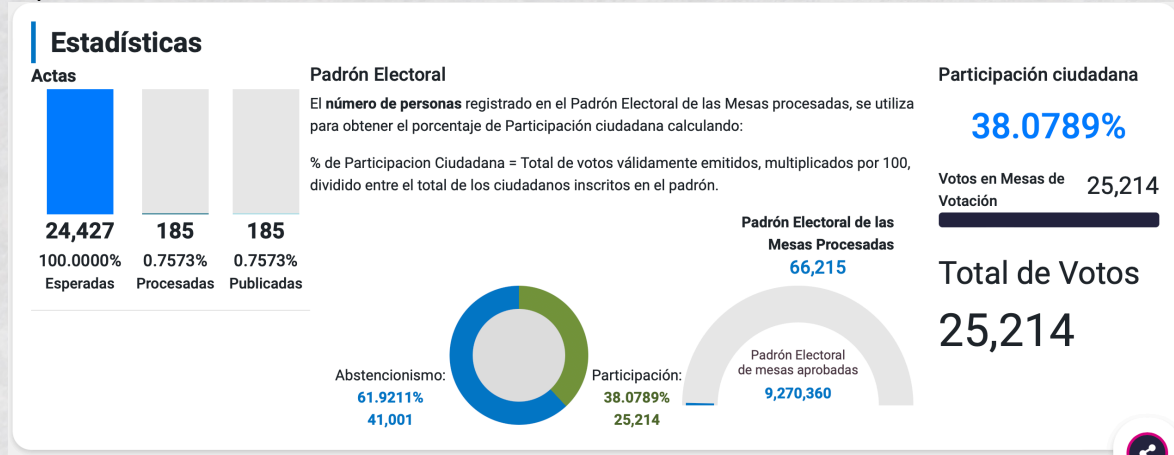 Estadísticas
Actas
24,427
100.0000%
Esperadas
185
0.7573%
Procesadas
185
0.7573%
Publicadas
Padrón Electoral
El número de personas registrado en el Padrón Electoral de las Mesas procesadas, se utiliza
para obtener el porcentaje de Participación ciudadana calculando:
% de Participacion Ciudadana = Total de votos válidamente emitidos, multiplicados por 100,
dividido entre el total de los ciudadanos inscritos en el padrón.
Abstencionismo:
61.9211%
41,001
Participación:
38.0789%
25,214
Padrón Electoral de las
Mesas Procesadas
66,215
Padrón Electoral
de mesas aprobadas
9,270,360
Participación ciudadana
38.0789%
Votos en Mesas de
Votación
25,214
Total de Votos
25,214